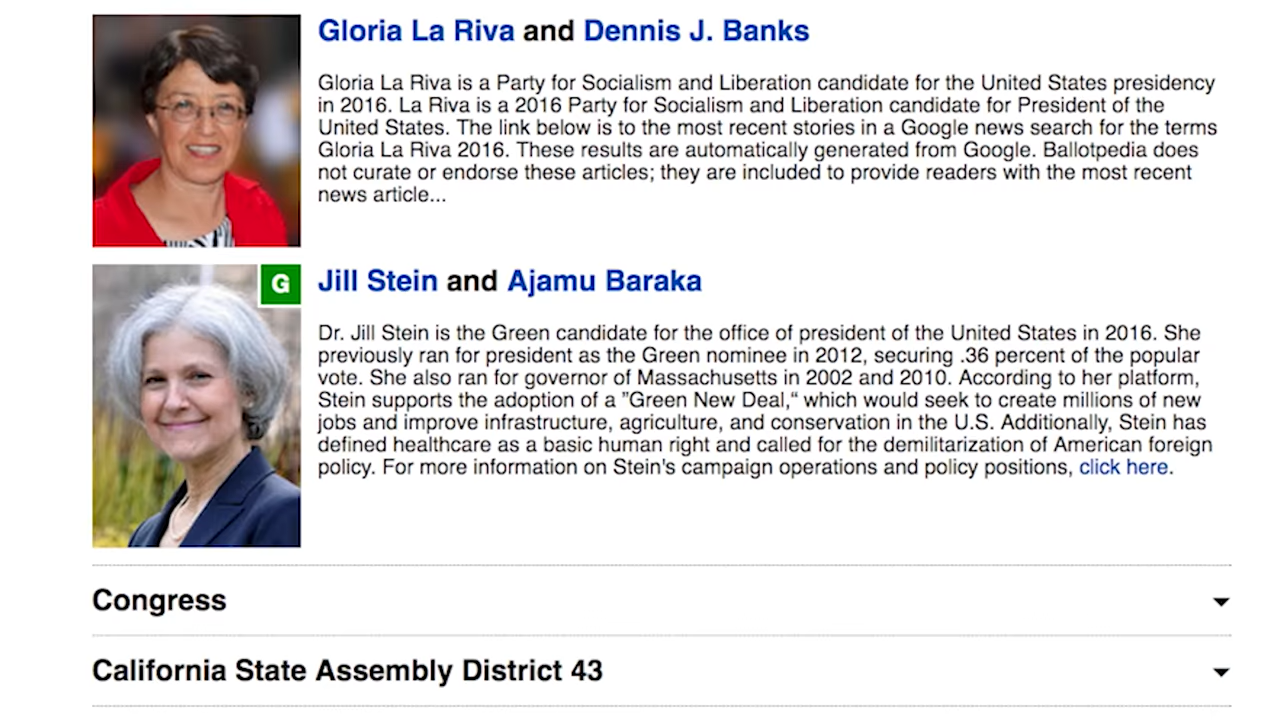 Gloria La Riva and Dennis J. Banks
Gloria La Riva is a Party for Socialism and Liberation candidate for the United States presidency
in 2016. La Riva is a 2016 Party for Socialism and Liberation candidate for President of the
United States. The link below is to the most recent stories in a Google news search for the terms
Gloria La Riva 2016. These results are automatically generated from Google. Ballotpedia does
not curate or endorse these articles; they are included to provide readers with the most recent
news article...
G
Jill Stein and Ajamu Baraka
Dr. Jill Stein is the Green candidate for the office of president of the United States in 2016. She
previously ran for president as the Green nominee in 2012, securing .36 percent of the popular
vote. She also ran for governor of Massachusetts in 2002 and 2010. According to her platform,
Stein supports the adoption of a "Green New Deal,“ which would seek to create millions of new
jobs and improve infrastructure, agriculture, and conservation in the U.S. Additionally, Stein has
defined healthcare as a basic human right and called for the demilitarization of American foreign
policy. For more information on Stein's campaign operations and policy positions, click here.
Congress
California State Assembly District 43